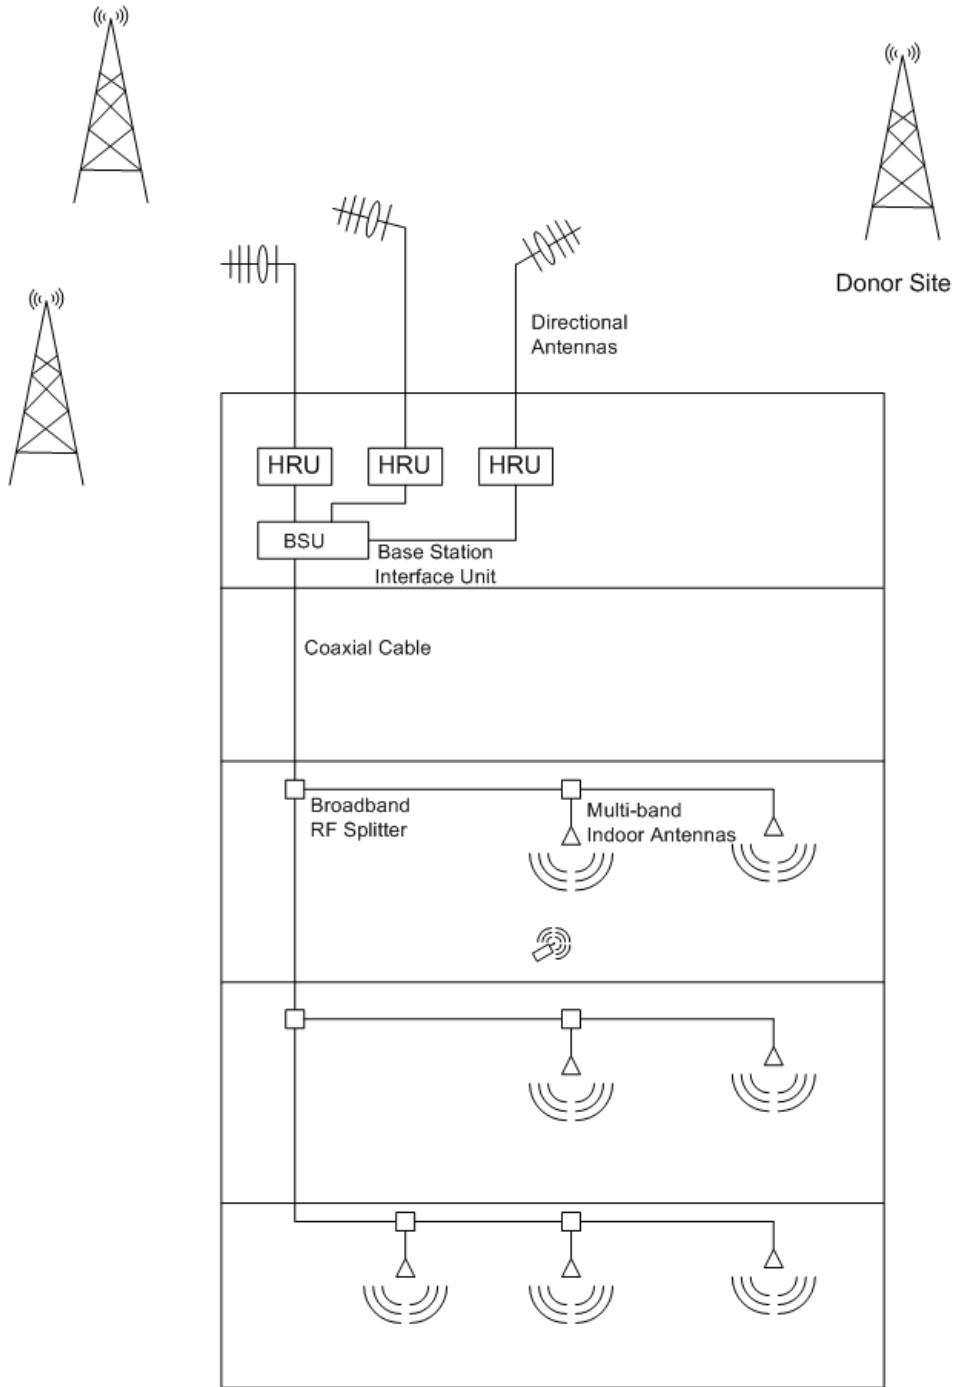 Donor Site
Directional
Antennas
HRU
HRU
HRU
BSU
Base Station
Interface Unit
Coaxial Cable
Broadband
RF Splitter
Multi-band
Indoor Antennas